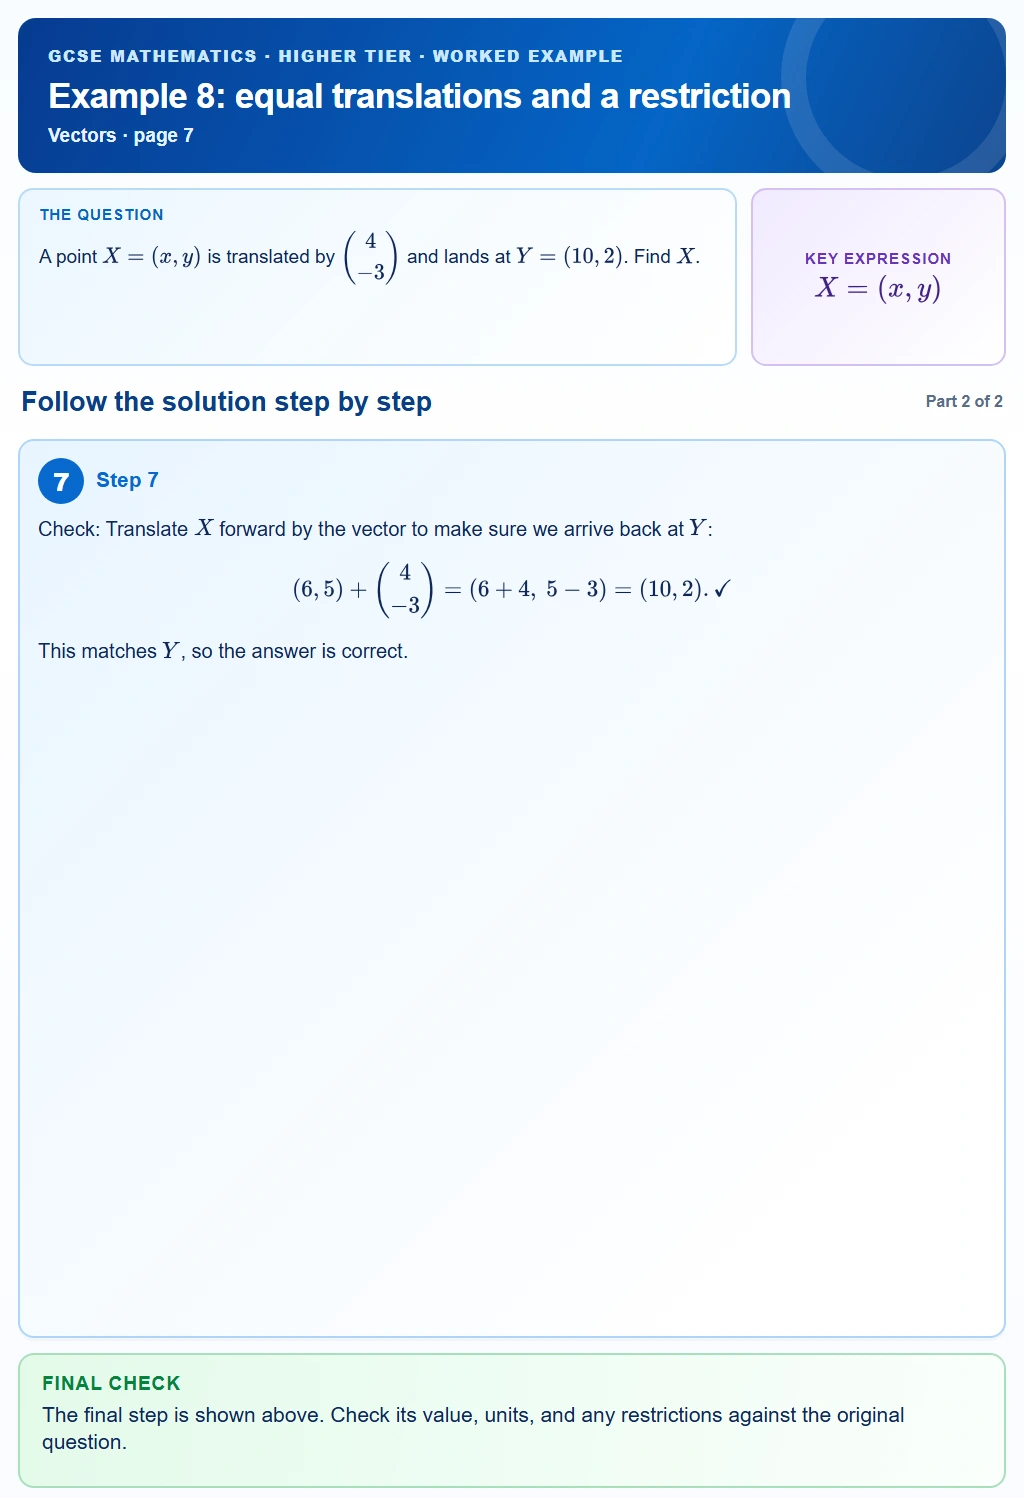 GCSE MATHEMATICS · HIGHER TIER · WORKED EXAMPLE
Example 8: equal translations and a restriction
Vectors · page 7
THE QUESTION
A point X = (x, y) is translated by (4 −3) and lands at Y = (10, 2). Find X.
KEY EXPRESSION
X = (x, y)
Follow the solution step by step
Part 2 of 2
7 Step 7
Check: Translate X forward by the vector to make sure we arrive back at Y:
(6, 5) + (4 −3) = (6 + 4, 5 − 3) = (10, 2). ✓
This matches Y, so the answer is correct.
FINAL CHECK
The final step is shown above. Check its value, units, and any restrictions against the original
question.